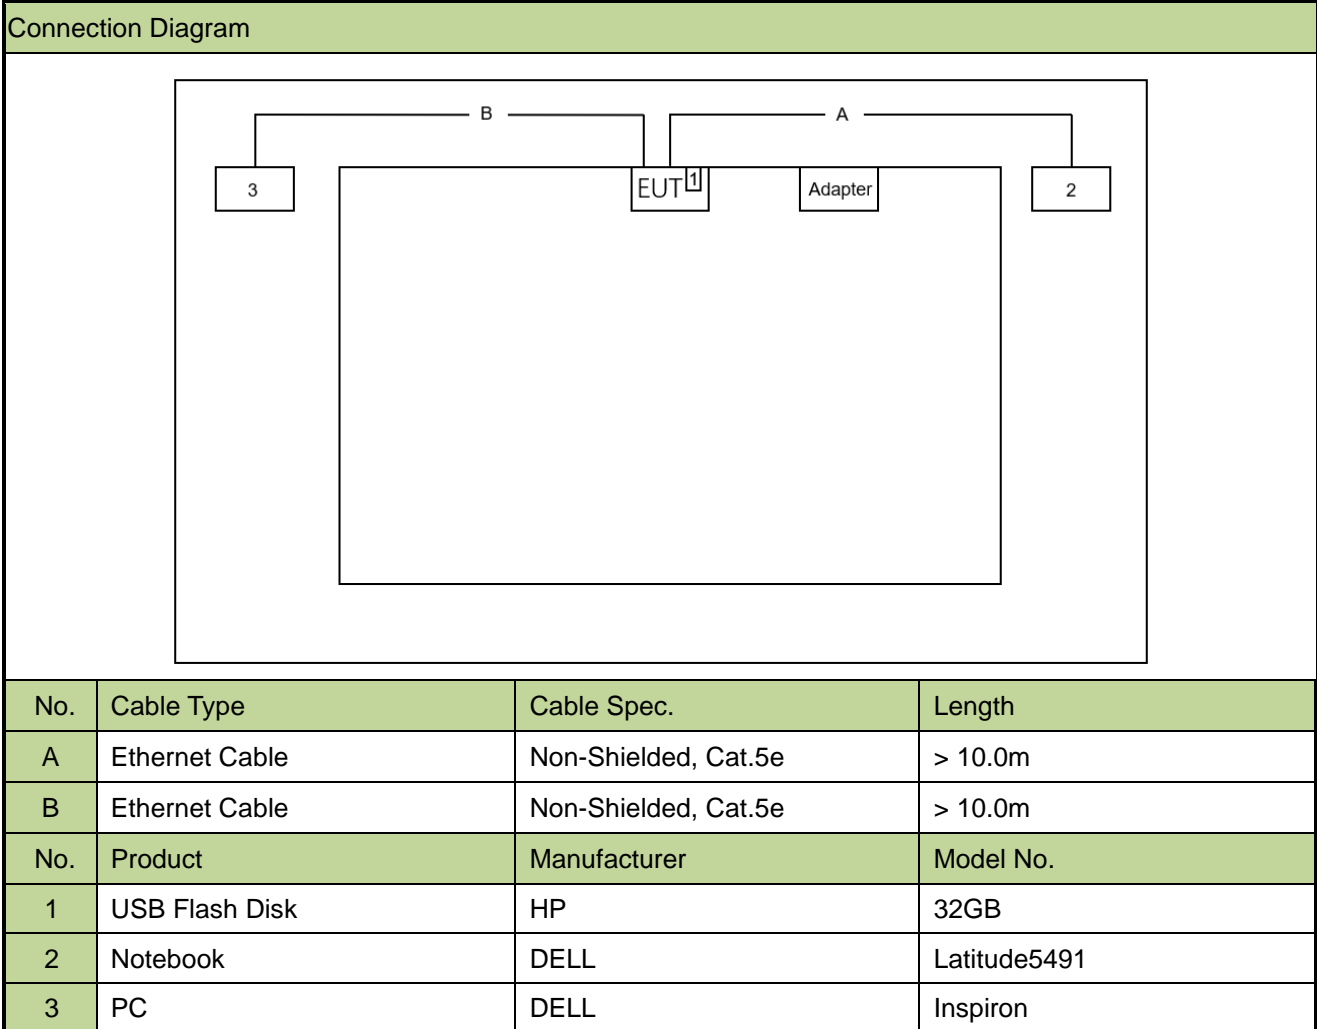 Connection Diagram
B A
3 EUT 1 Adapter 2
No. Cable Type Cable Spec. Length
A Ethernet Cable Non-Shielded, Cat.5e > 10.0m
B Ethernet Cable Non-Shielded, Cat.5e > 10.0m
No. Product Manufacturer Model No.
1 USB Flash Disk HP 32GB
2 Notebook DELL Latitude5491
3 PC DELL Inspiron